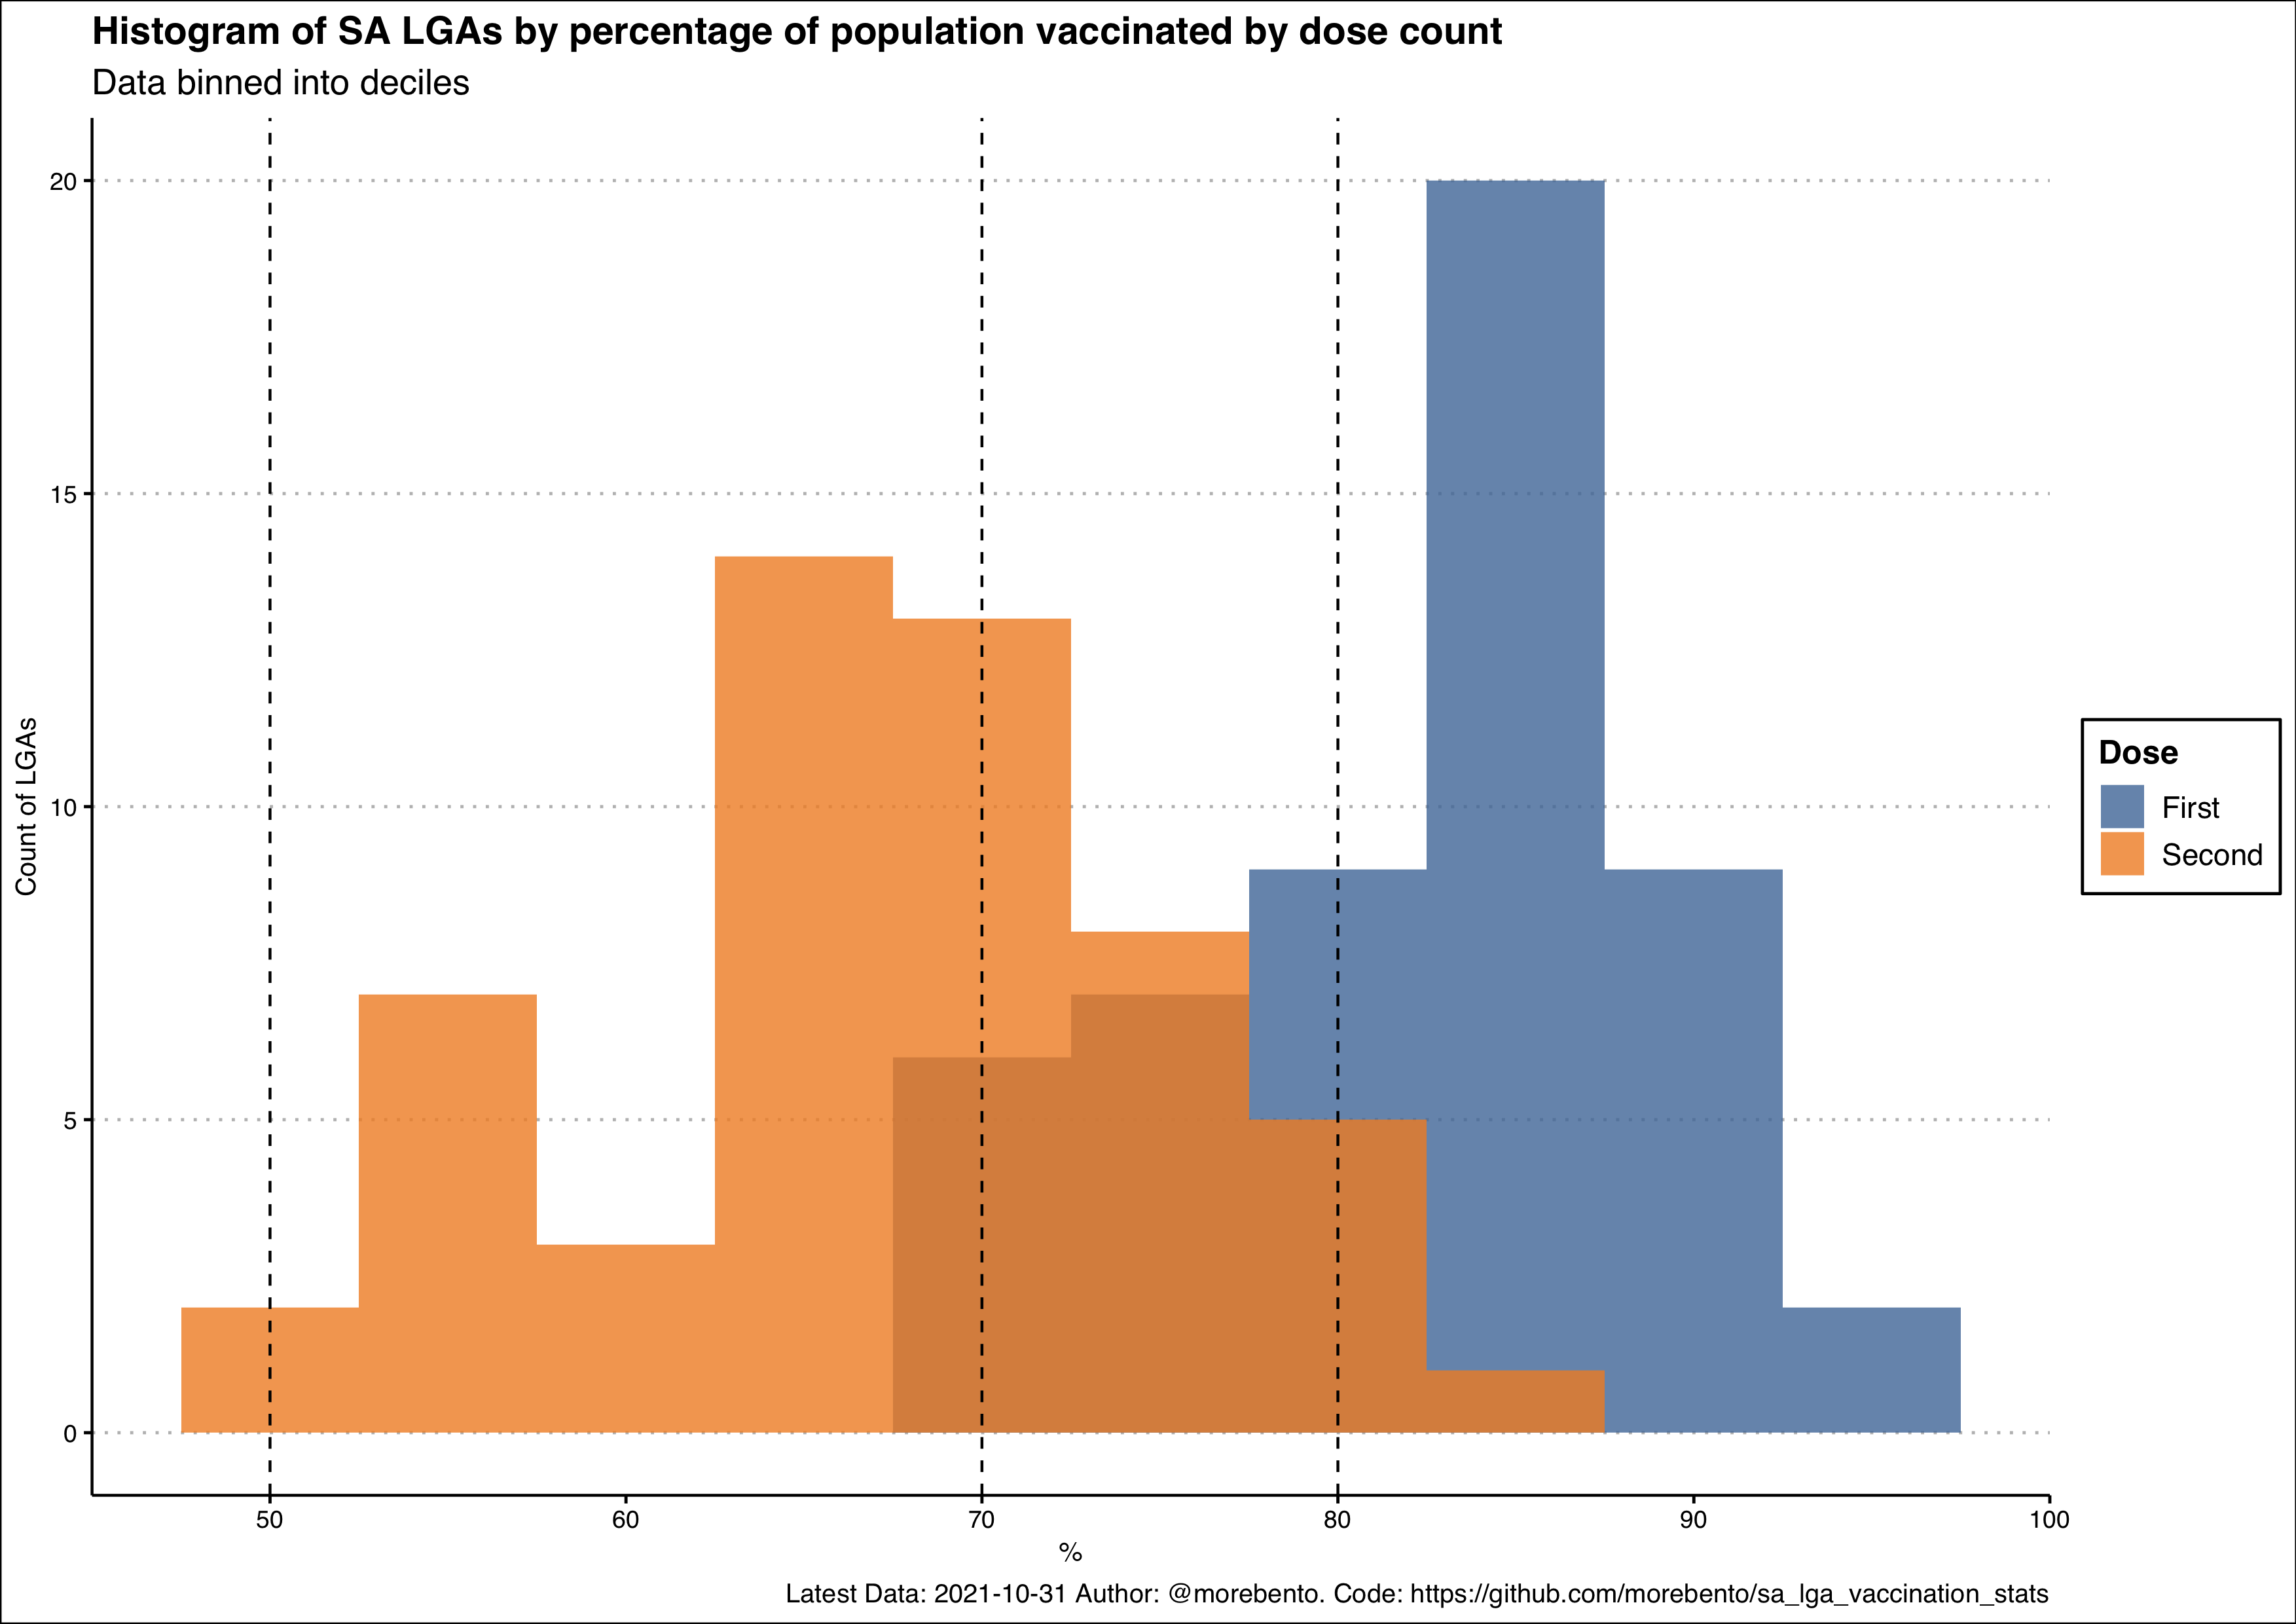 Histogram of SA LGAs by percentage of population vaccinated by dose count
Data binned into deciles
20
15
10
5
0
Count of LGAs
50 60 70 80 90 100
%
Dose
First
Second
Latest Data: 2021-10-31 Author: @morebento. Code: https://github.com/morebento/sa_lga_vaccination_stats